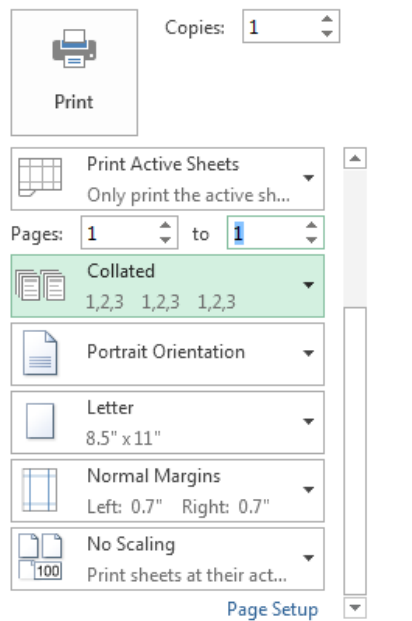 Copies: 1
Print
Print Active Sheets
Only print the active sh...
Pages: 1 to 1
Collated
1,2,3 1,2,3 1,2,3
Portrait Orientation
Letter
8.5" x 11"
Normal Margins
Left: 0.7" Right: 0.7"
No Scaling
100
Print sheets at their act...
Page Setup